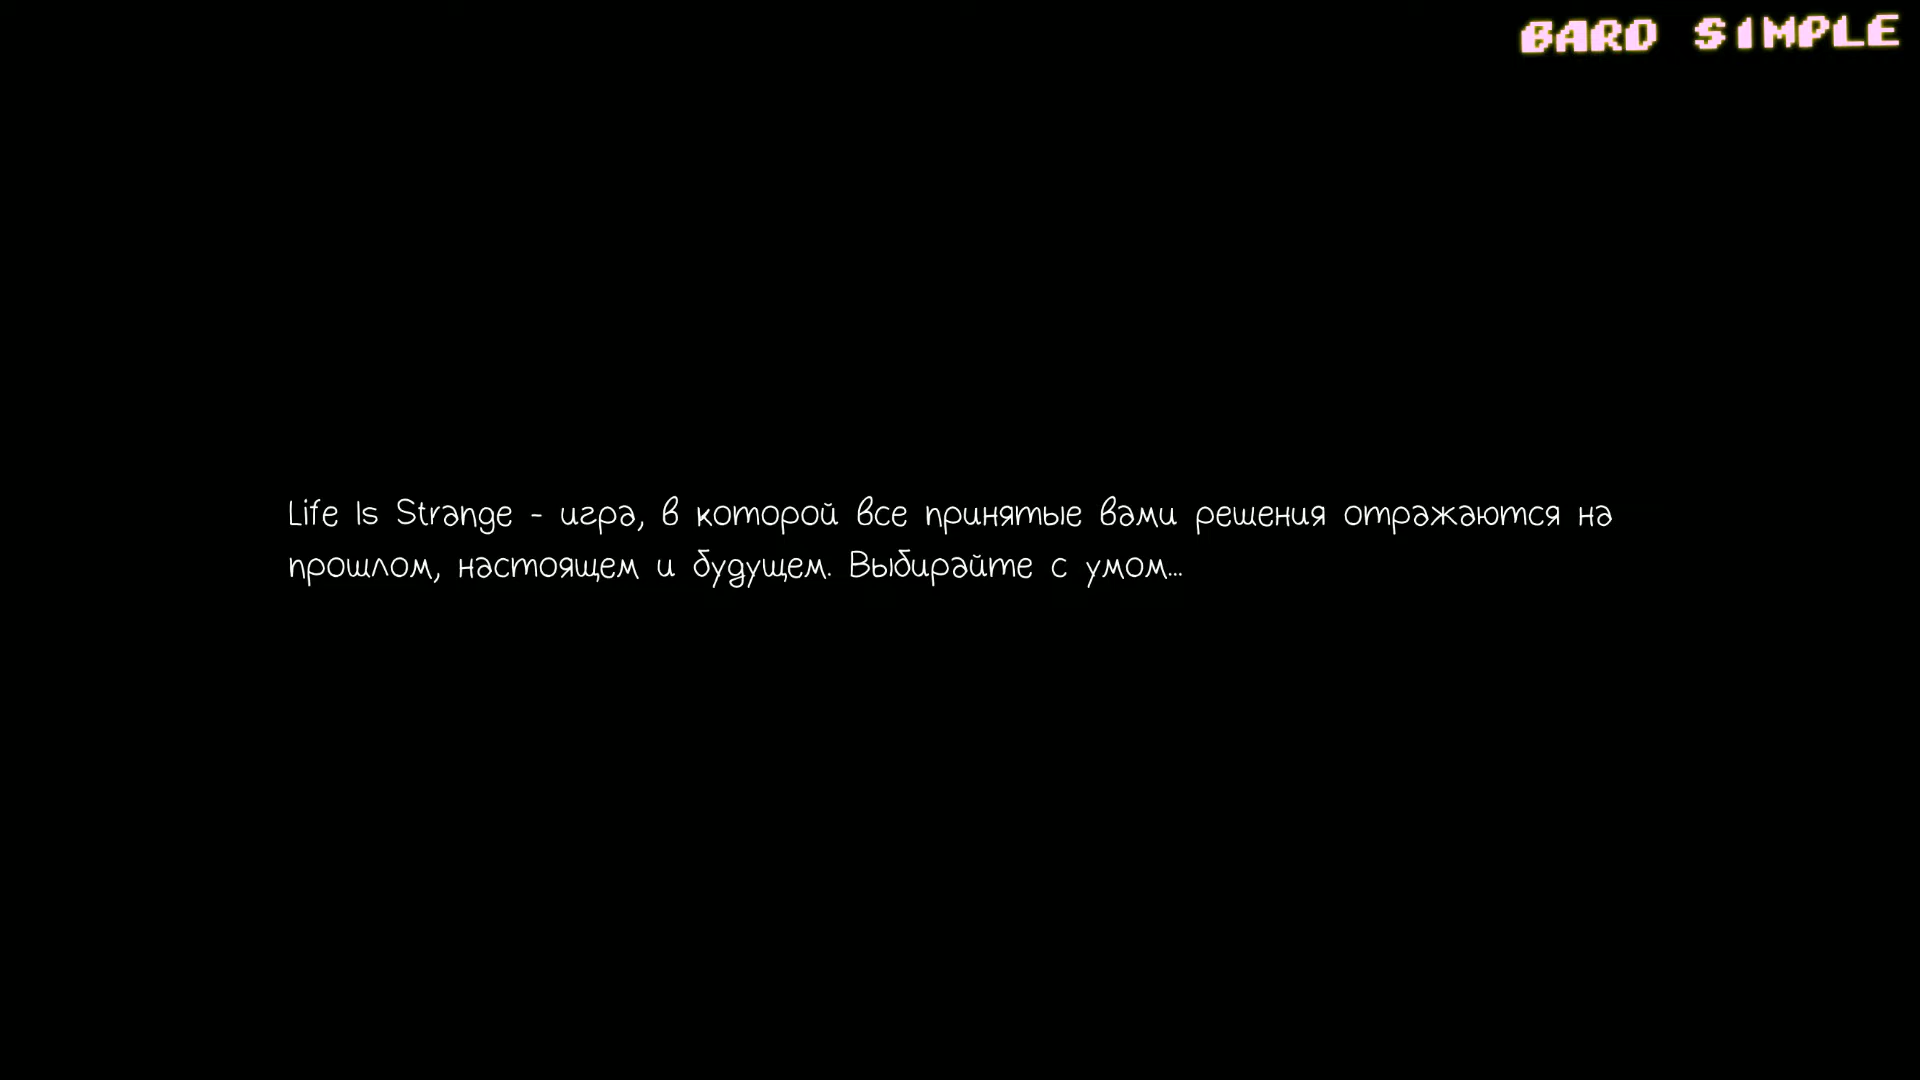 BARD SIMPLE
Life Is Strange - игра, в которой все принятые вами решения отражаются на
прошлом, настоящем и будущем. Выбирайте с умом...